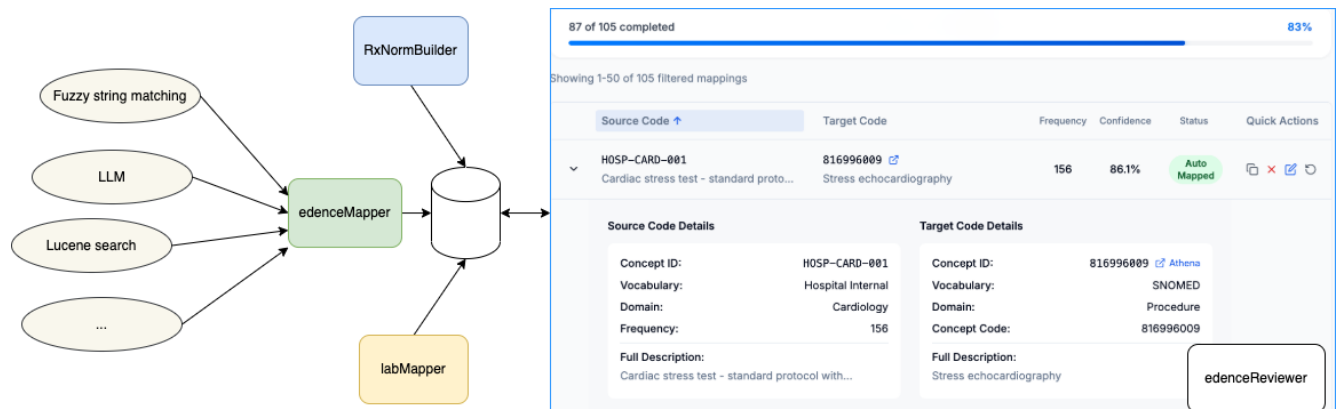 Fuzzy string matching
LLM
Lucene search
...
edenceMapper
RxNormBuilder
labMapper
87 of 105 completed 83%
Showing 1-50 of 105 filtered mappings
Source Code ↑ Target Code Frequency Confidence Status Quick Actions
HOSP-CARD-001 816996009 156 86.1% Auto
Mapped
Cardiac stress test - standard proto... Stress echocardiography
Source Code Details Target Code Details
Concept ID: HOSP-CARD-001 Concept ID: 816996009 Athena
Vocabulary: Hospital Internal Vocabulary: SNOMED
Domain: Cardiology Domain: Procedure
Frequency: 156 Concept Code: 816996009
Full Description: Full Description:
Cardiac stress test - standard protocol with... Stress echocardiography
edenceReviewer